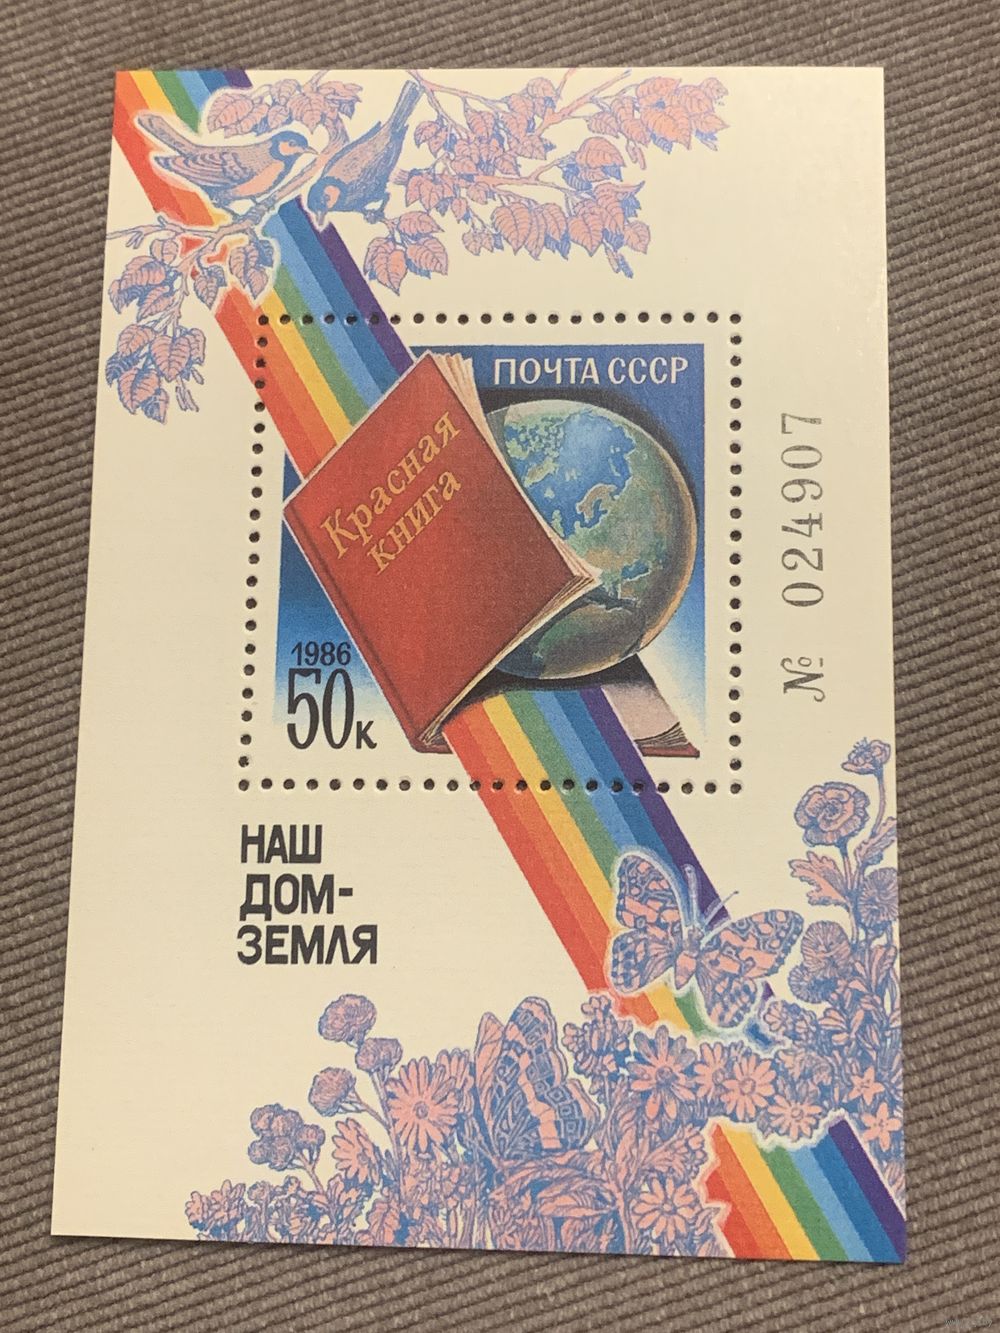 ПОЧТА СССР
Красная
книга
1986
50к
№ 024907
НАШ
ДОМ-
ЗЕМЛЯ